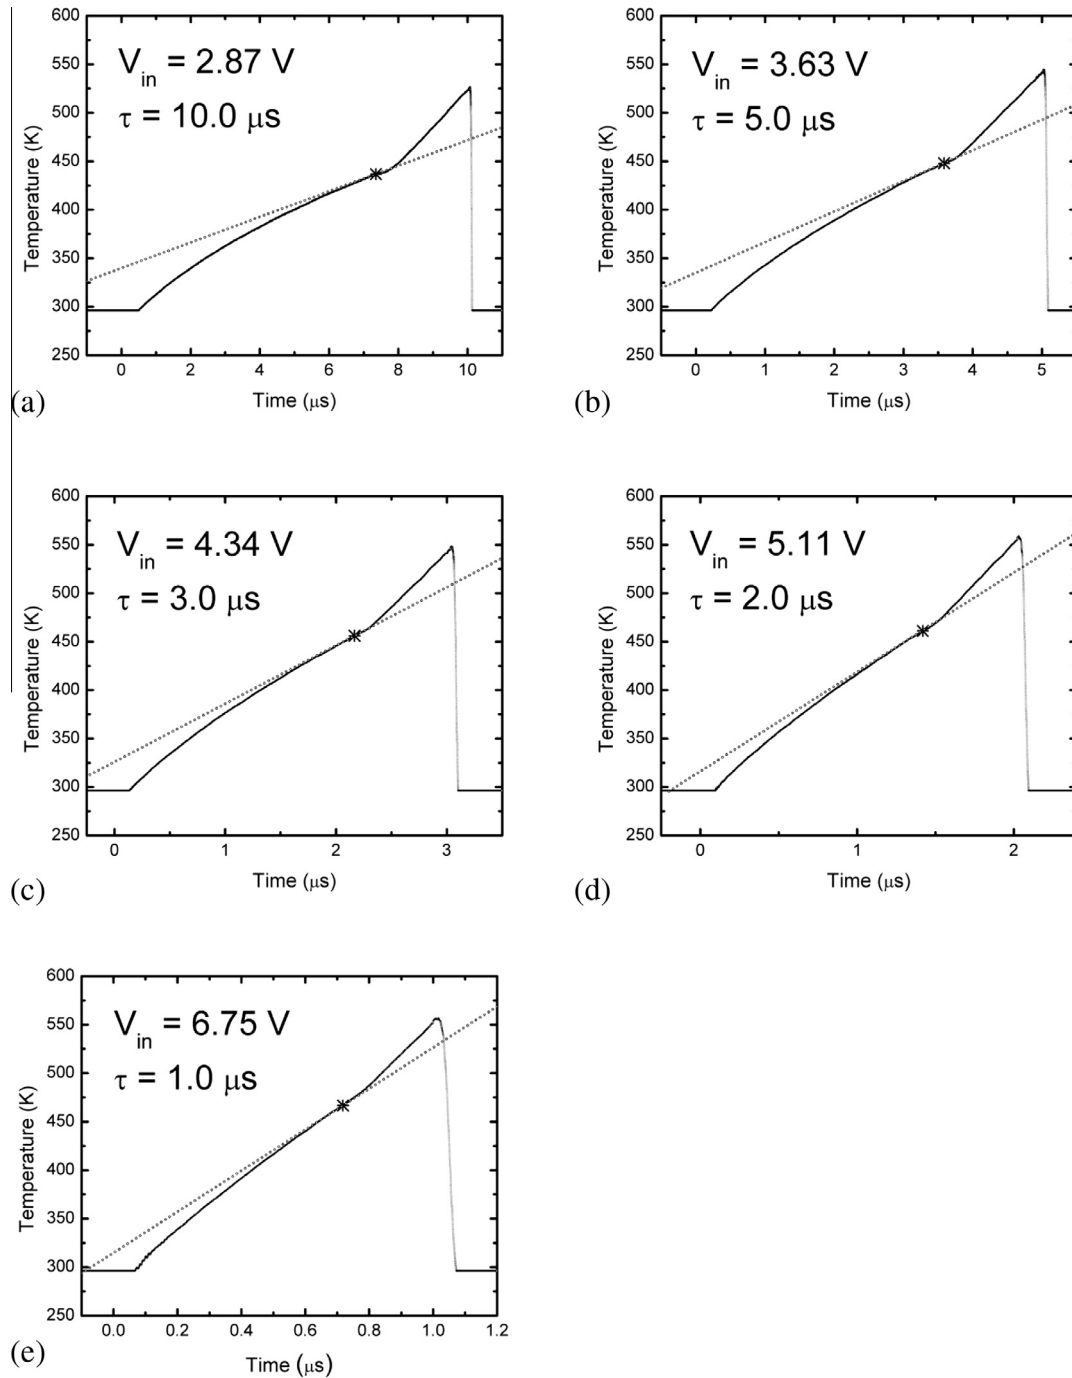 600
550
500
450
400
350
300
250
Temperature (K)
V_in = 2.87 V
τ = 10.0 μs
0 2 4 6 8 10
Time (μs)
(a)
600
550
500
450
400
350
300
250
Temperature (K)
V_in = 3.63 V
τ = 5.0 μs
0 1 2 3 4 5
Time (μs)
(b)
600
550
500
450
400
350
300
250
Temperature (K)
V_in = 4.34 V
τ = 3.0 μs
0 1 2 3
Time (μs)
(c)
600
550
500
450
400
350
300
250
Temperature (K)
V_in = 5.11 V
τ = 2.0 μs
0 1 2
Time (μs)
(d)
600
550
500
450
400
350
300
250
Temperature (K)
V_in = 6.75 V
τ = 1.0 μs
0.0 0.2 0.4 0.6 0.8 1.0 1.2
Time (μs)
(e)